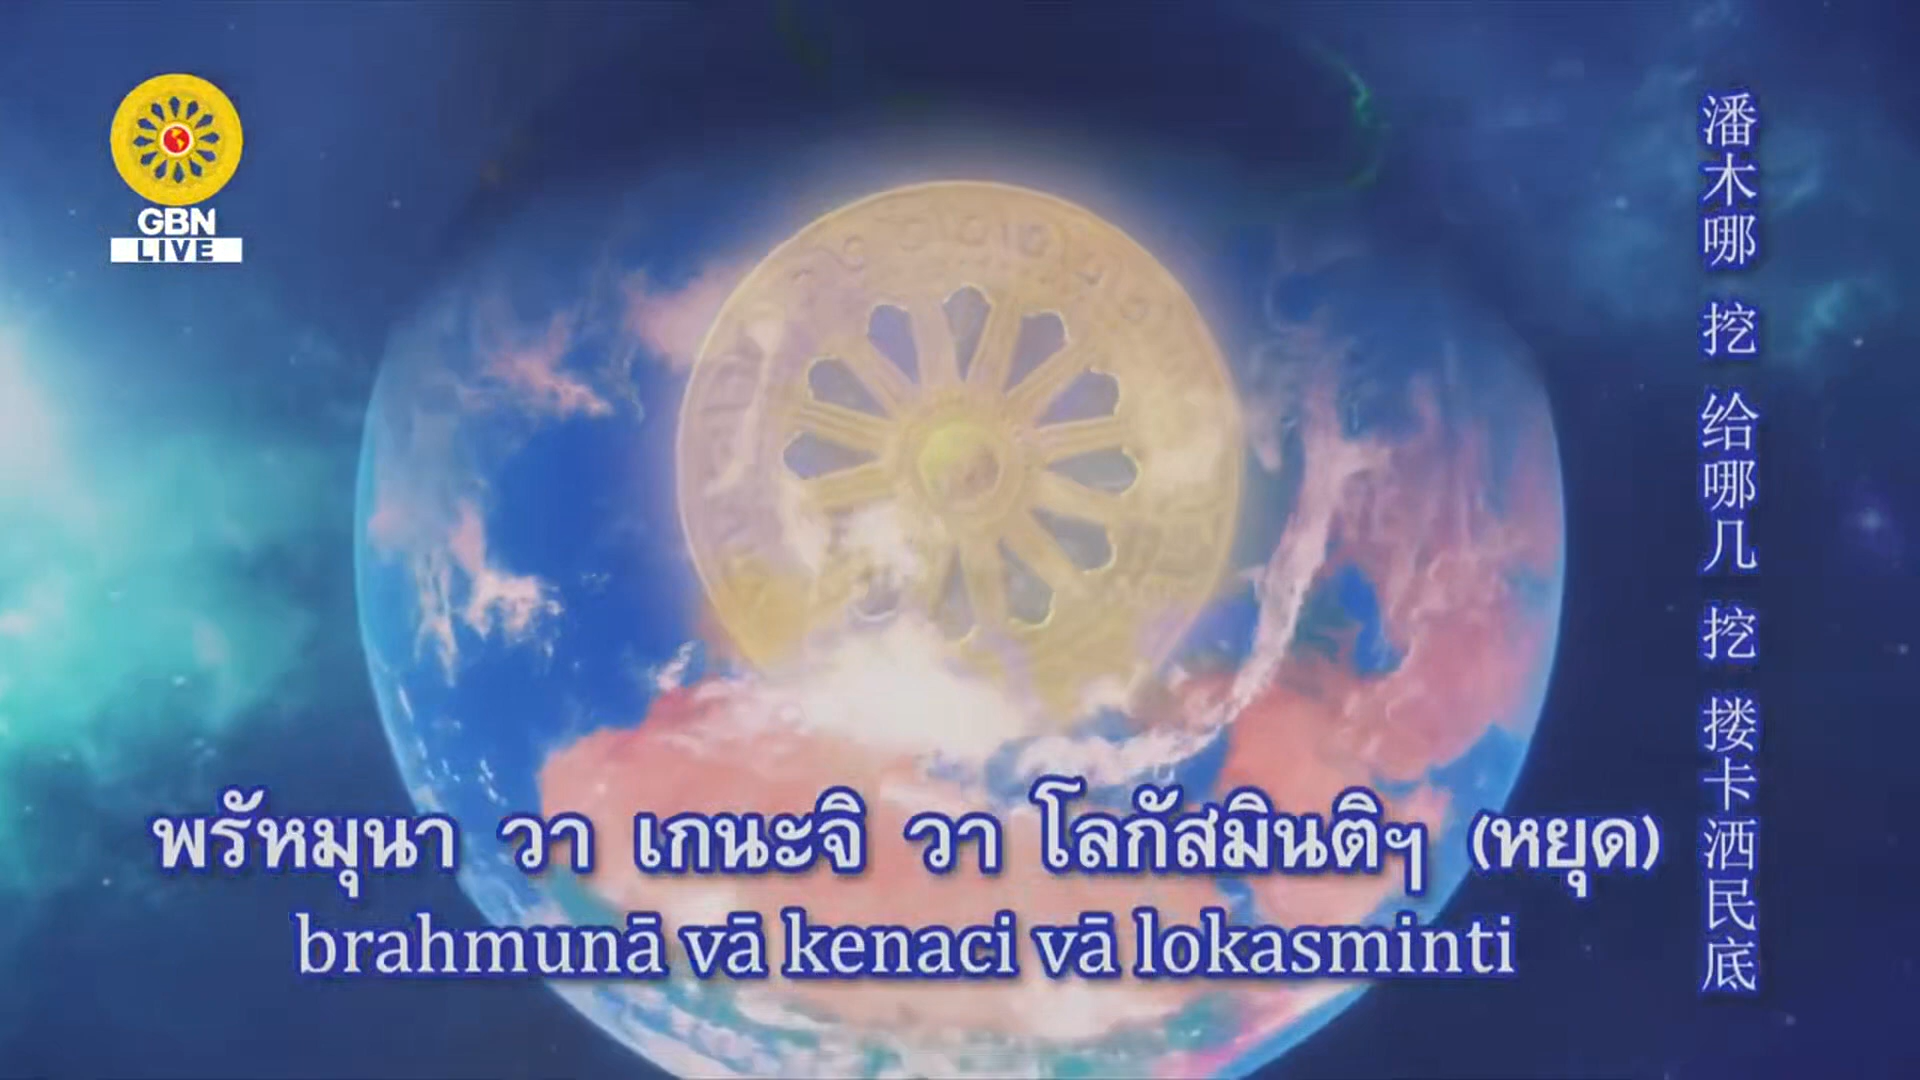 GBN
LIVE
潘木哪 挖 给哪几 挖 搂卡洒民底
พรัหมุนา วา เกนะจิ วา โลกัสมินติฯ (หยุด)
brahmunā vā kenaci vā lokasminti